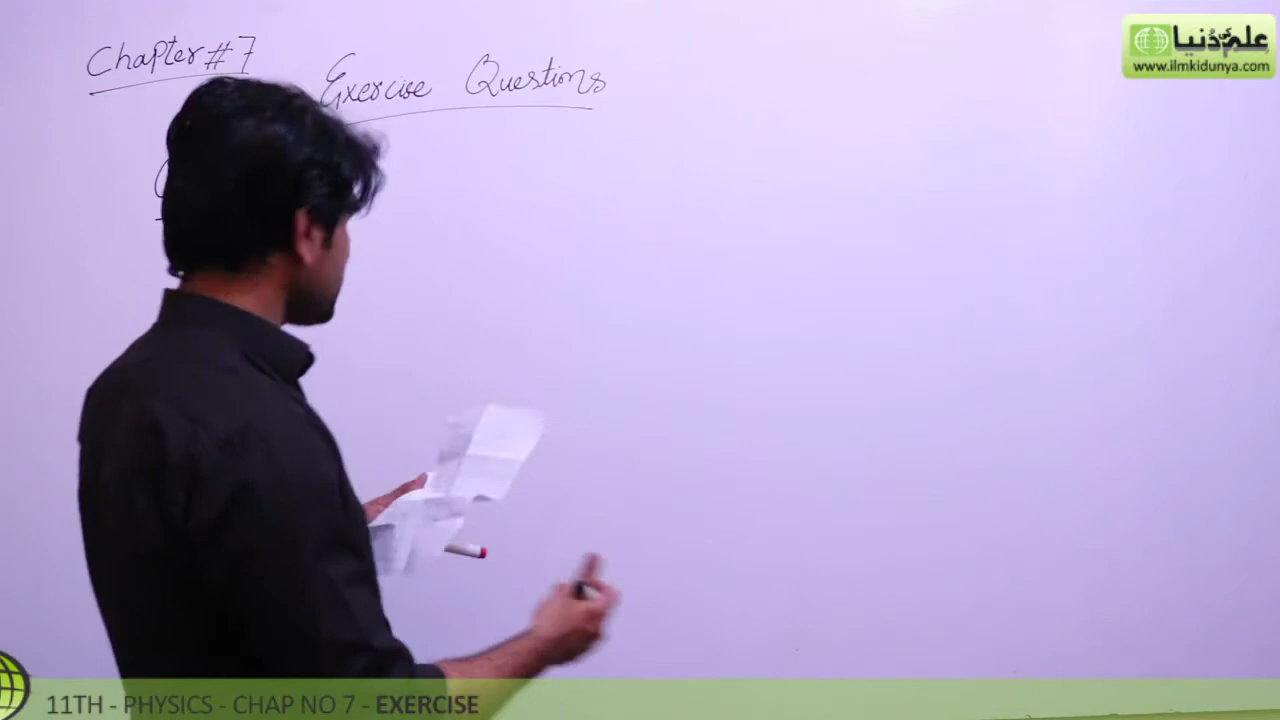 Chapter # 7
Exercise Questions
علم کی دنیا
www.ilmkidunya.com
11TH - PHYSICS - CHAP NO 7 - EXERCISE